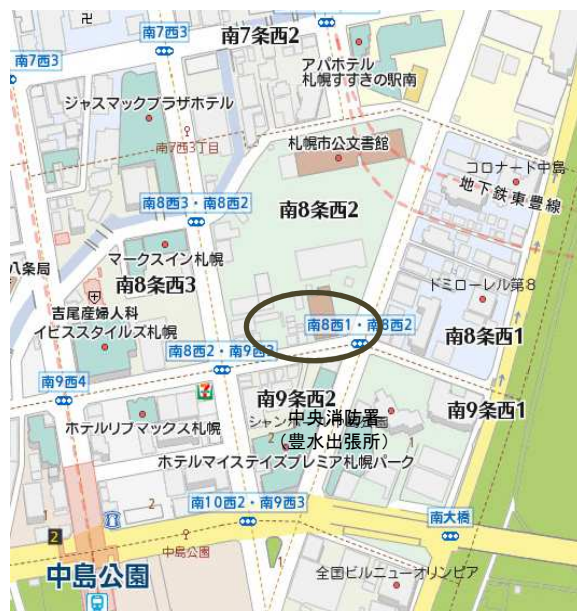 南7西3
南7条西2
南7西3
アパホテル
札幌すすきの駅南
ジャスマックプラザホテル
南7西3丁目
札幌市公文書館
コロナード中島
地下鉄東豊線
南8西3・南8西2
南8条西2
マークスイン札幌
八条局
南8条西3
ドミローレル第8
吉尾産婦人科
イビススタイルズ札幌
南8西1・南8西2
南8条西1
南8西2・南9西3
南9西4
7
南9条西2
南9条西1
中央消防署
(豊水出張所)
ホテルリブマックス札幌
ホテルマイステイズプレミア札幌パーク
1
2
2
南10西2・南9西3
南大橋
1
2
中島公園
中島公園
1
全国ビルニューオリンピア